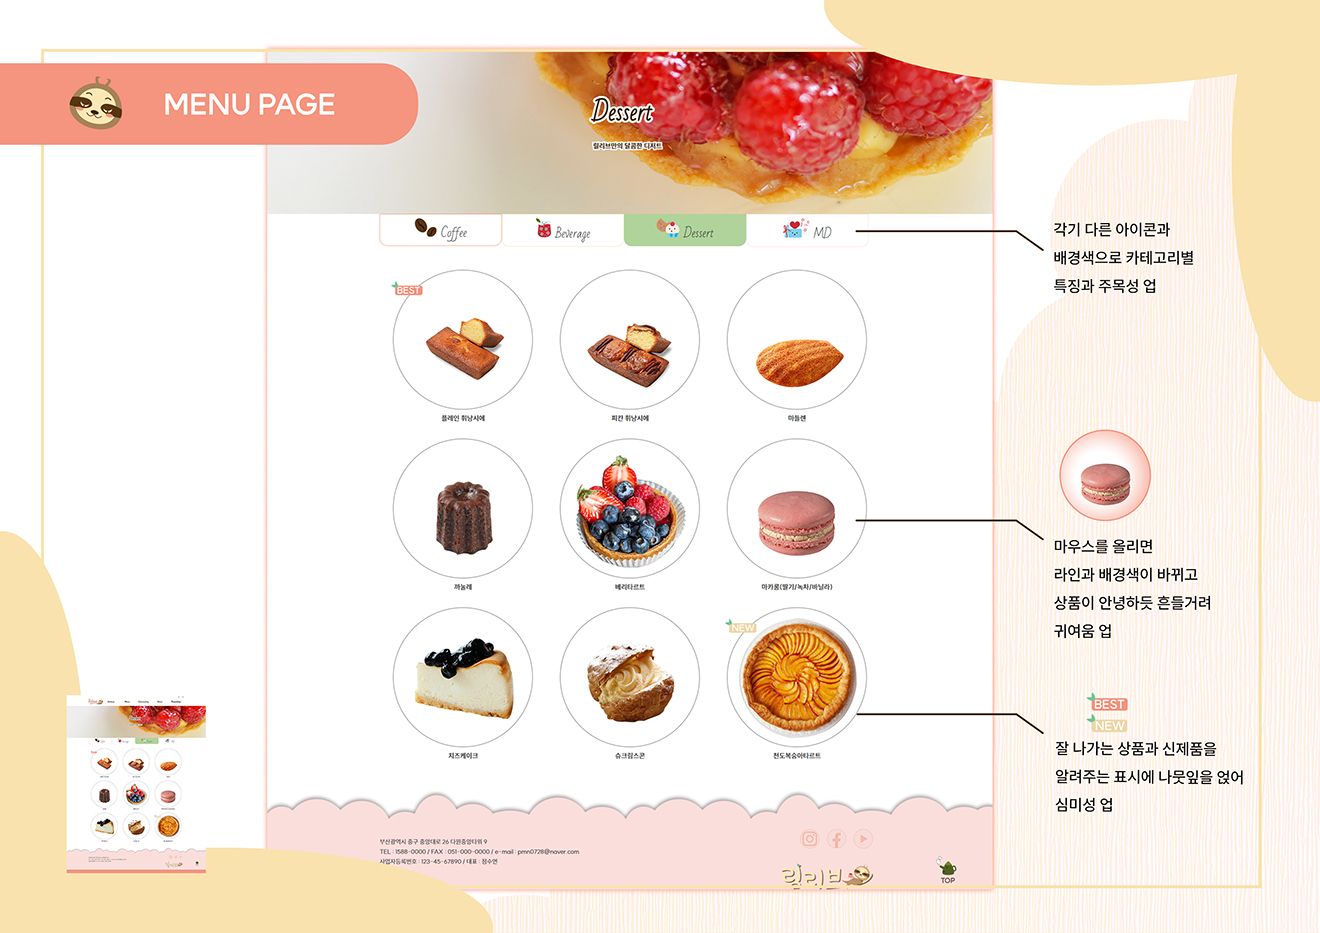 MENU PAGE
Dessert
릴리브만의 달콤한 디저트
Coffee
Beverage
Dessert
MD
각기 다른 아이콘과
배경색으로 카테고리별
특징과 주목성 업
BEST
플레인 휘낭시에
피칸 휘낭시에
마들렌
까눌레
베리타르트
마카롱(딸기/녹차/바닐라)
마우스를 올리면
라인과 배경색이 바뀌고
상품이 안녕하듯 흔들거려
귀여움 업
NEW
치즈케이크
슈크림스콘
천도복숭아타르트
BEST
NEW
잘 나가는 상품과 신제품을
알려주는 표시에 나뭇잎을 얹어
심미성 업
부산광역시 중구 중앙대로 26 다원중앙타워 9
TEL : 1588-0000 / FAX : 051-000-0000 / e-mail : pmn0728@naver.com
사업자등록번호 : 123-45-67890 / 대표 : 정수연
릴리브
TOP